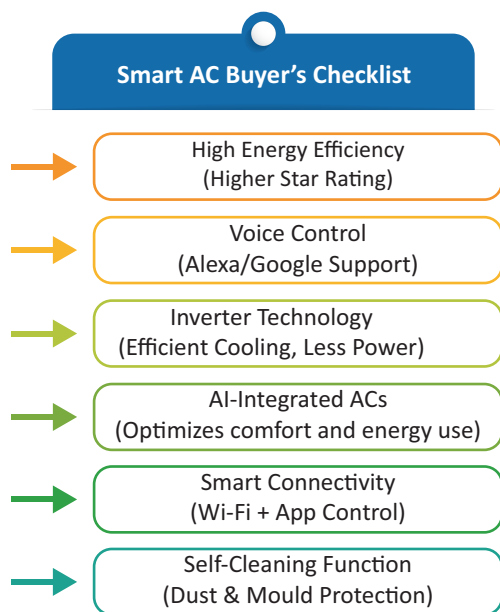 Smart AC Buyer’s Checklist
High Energy Efficiency
(Higher Star Rating)
Voice Control
(Alexa/Google Support)
Inverter Technology
(Efficient Cooling, Less Power)
AI-Integrated ACs
(Optimizes comfort and energy use)
Smart Connectivity
(Wi-Fi + App Control)
Self-Cleaning Function
(Dust & Mould Protection)